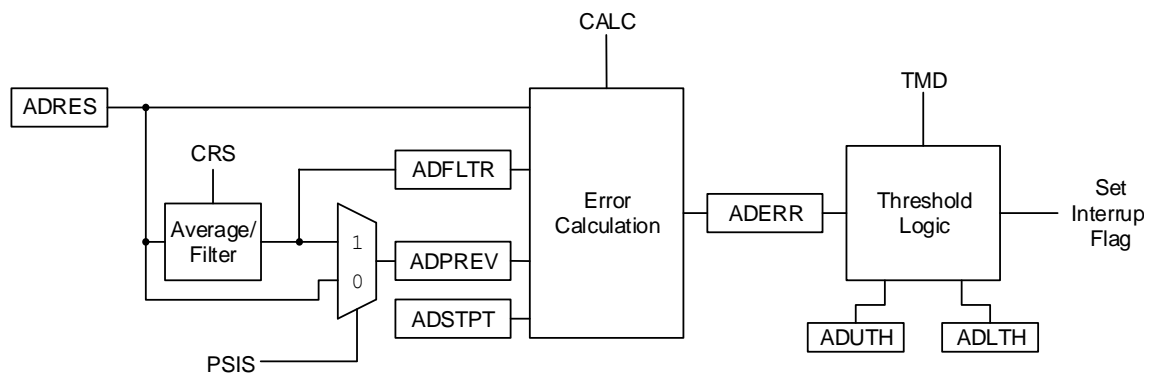 CALC
TMD
ADRES
CRS
ADFLTR
Average/
Filter
1
0
ADPREV
ADSTPT
PSIS
Error
Calculation
ADERR
Threshold
Logic
Set
Interrup
Flag
ADUTH
ADLTH